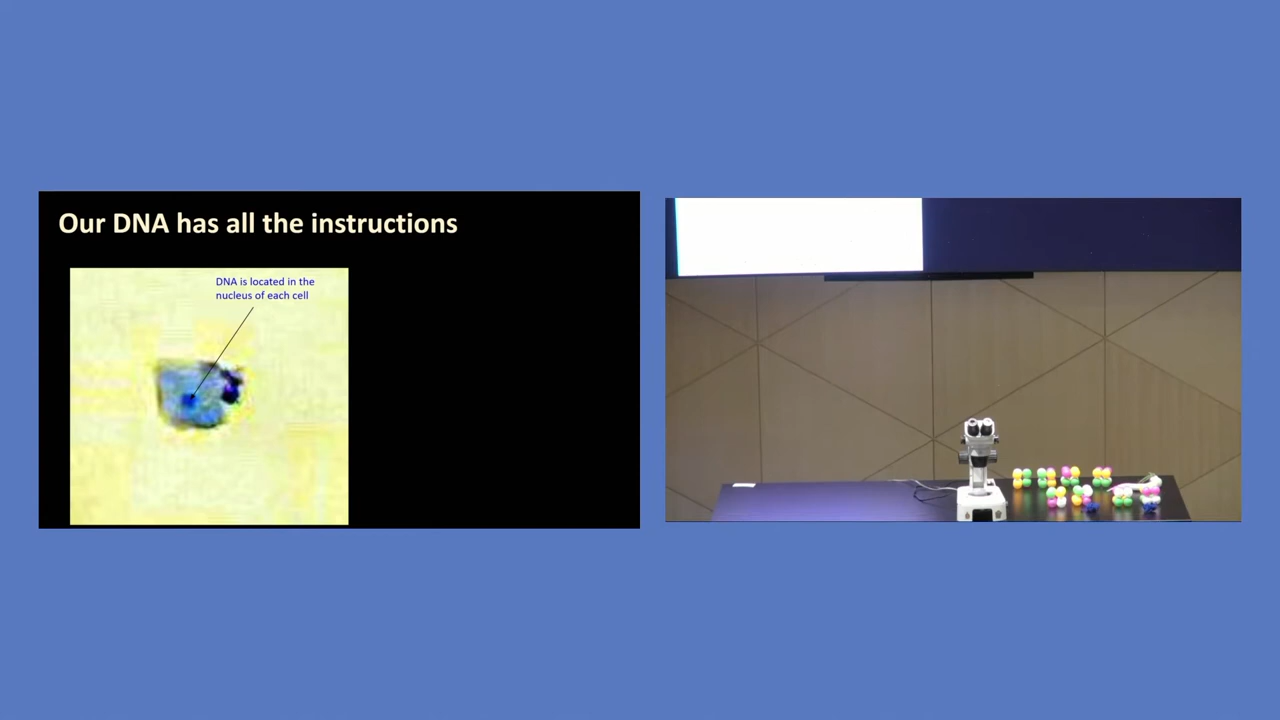 Our DNA has all the instructions
DNA is located in the
nucleus of each cell